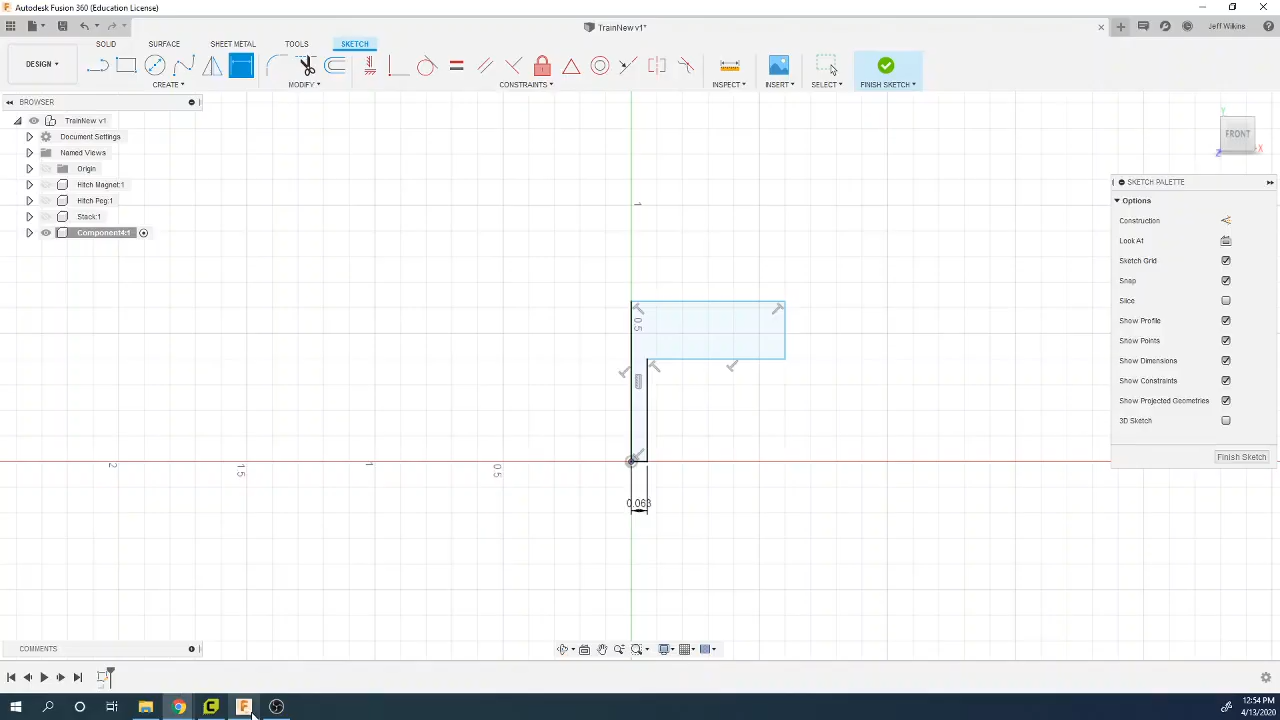 Autodesk Fusion 360 (Education License)
TrainNew v1*
Jeff Wilkins
SOLID SURFACE SHEET METAL TOOLS SKETCH
DESIGN
CREATE MODIFY CONSTRAINTS INSPECT INSERT SELECT FINISH SKETCH
BROWSER
TrainNew v1
Document Settings
Named Views
Origin
Hitch Magnet:1
Hitch Peg:1
Stack:1
Component4:1
Y
FRONT
Z
X
SKETCH PALETTE
Options
Construction
Look At
Sketch Grid
Snap
Slice
Show Profile
Show Points
Show Dimensions
Show Constraints
Show Projected Geometries
3D Sketch
Finish Sketch
1
0.5
2 1.5 1 0.5
0.063
COMMENTS
12:54 PM
4/13/2020